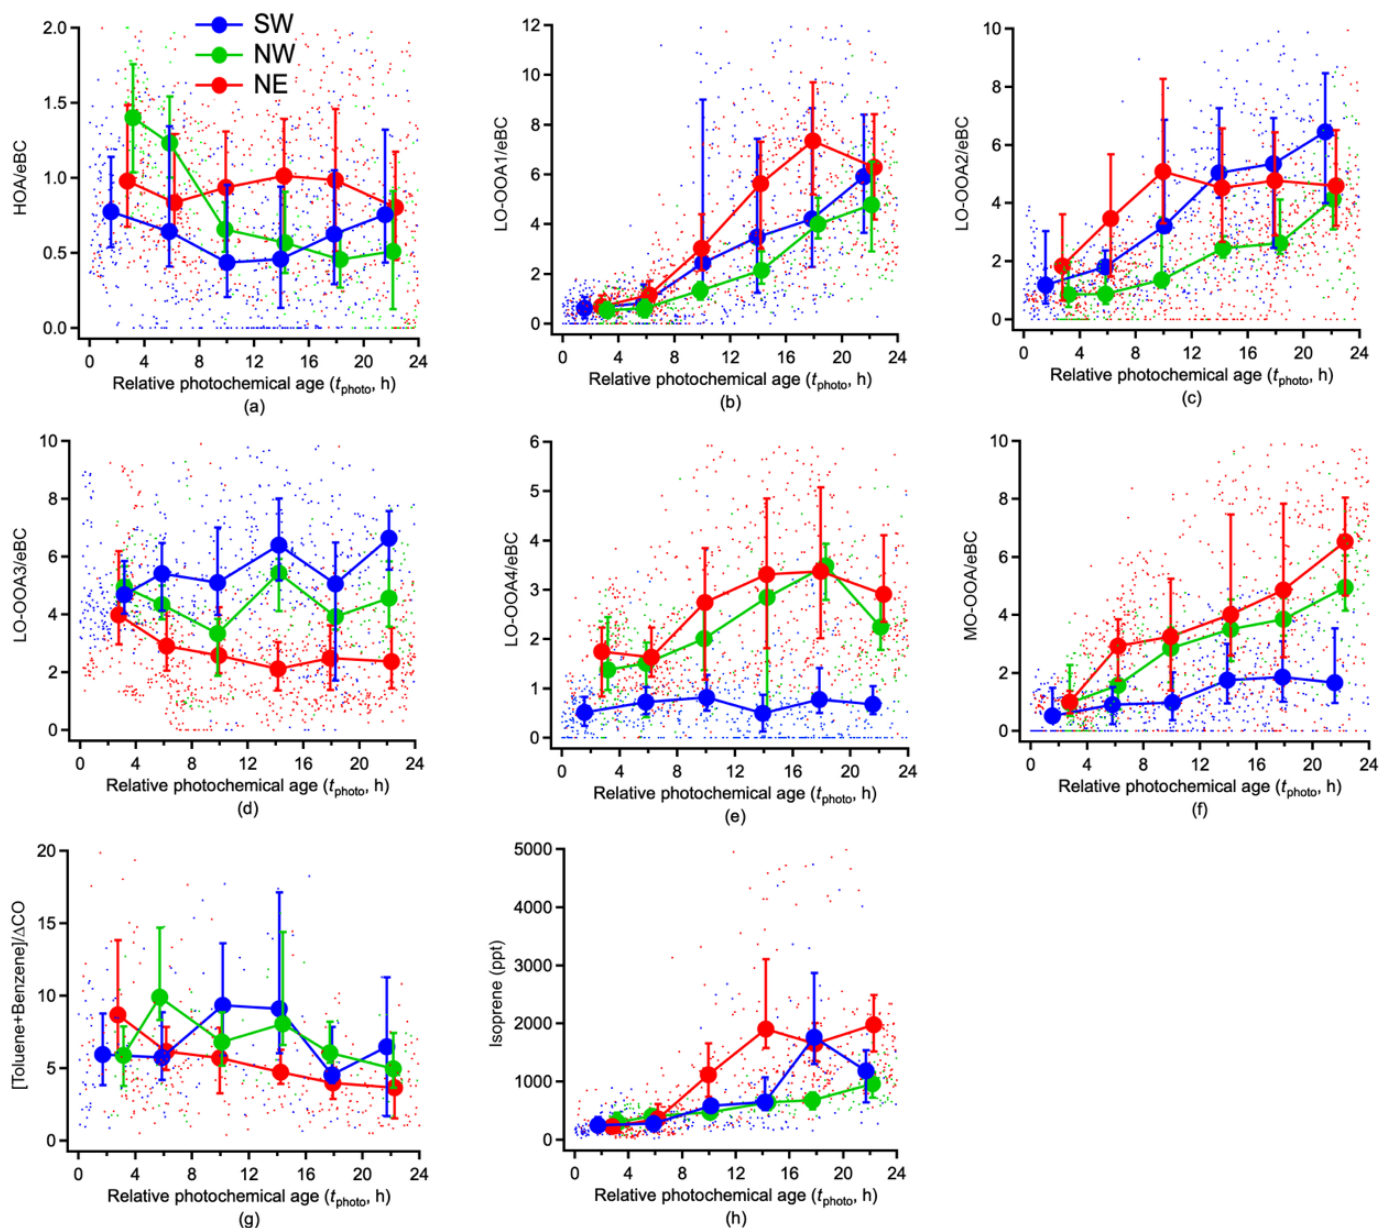 SW
NW
NE
2.0
1.5
1.0
0.5
0.0
HOA/eBC
0 4 8 12 16 20 24
Relative photochemical age (tphoto, h)
(a)
12
10
8
6
4
2
0
LO-OOA1/eBC
0 4 8 12 16 20 24
Relative photochemical age (tphoto, h)
(b)
10
8
6
4
2
0
LO-OOA2/eBC
0 4 8 12 16 20 24
Relative photochemical age (tphoto, h)
(c)
10
8
6
4
2
0
LO-OOA3/eBC
0 4 8 12 16 20 24
Relative photochemical age (tphoto, h)
(d)
6
5
4
3
2
1
0
LO-OOA4/eBC
0 4 8 12 16 20 24
Relative photochemical age (tphoto, h)
(e)
10
8
6
4
2
0
MO-OOA/eBC
0 4 8 12 16 20 24
Relative photochemical age (tphoto, h)
(f)
20
15
10
5
0
[Toluene+Benzene]/ΔCO
0 4 8 12 16 20 24
Relative photochemical age (tphoto, h)
(g)
5000
4000
3000
2000
1000
0
Isoprene (ppt)
0 4 8 12 16 20 24
Relative photochemical age (tphoto, h)
(h)